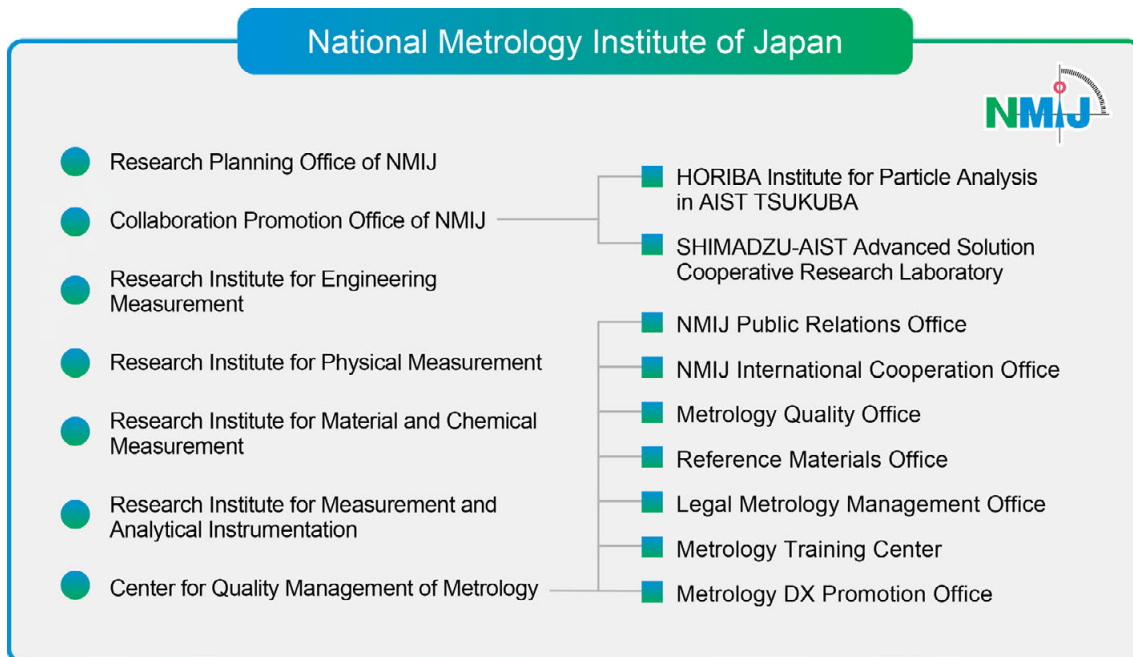 National Metrology Institute of Japan
NMIJ
Research Planning Office of NMIJ
Collaboration Promotion Office of NMIJ
HORIBA Institute for Particle Analysis
in AIST TSUKUBA
SHIMADZU-AIST Advanced Solution
Cooperative Research Laboratory
Research Institute for Engineering
Measurement
Research Institute for Physical Measurement
Research Institute for Material and Chemical
Measurement
Research Institute for Measurement and
Analytical Instrumentation
Center for Quality Management of Metrology
NMIJ Public Relations Office
NMIJ International Cooperation Office
Metrology Quality Office
Reference Materials Office
Legal Metrology Management Office
Metrology Training Center
Metrology DX Promotion Office